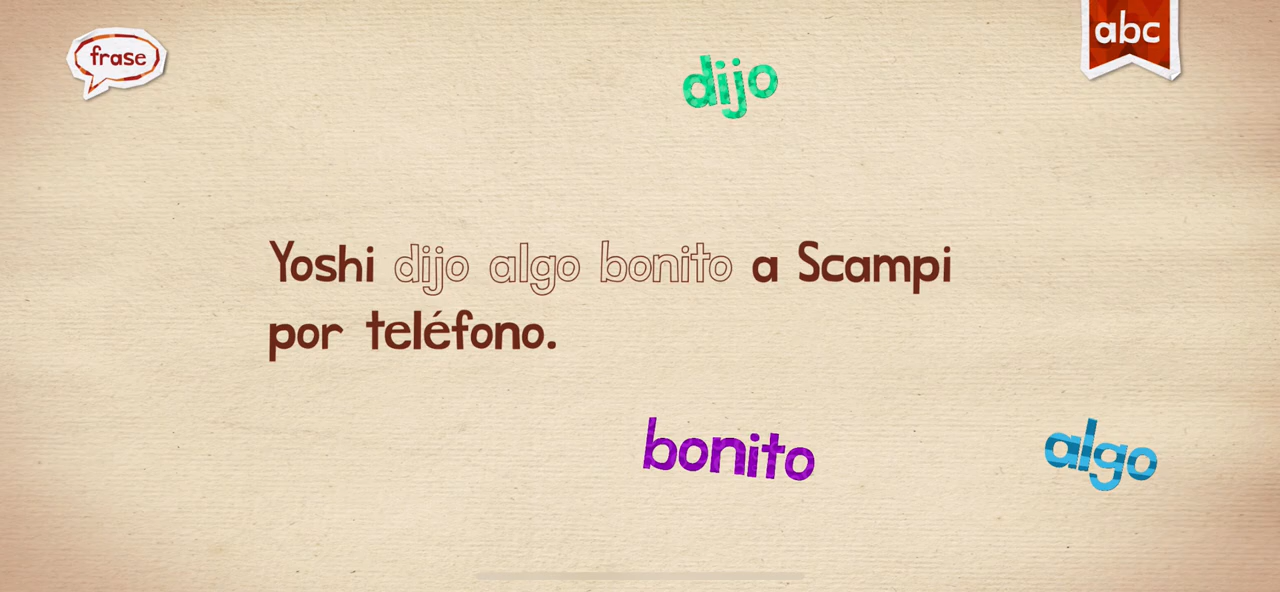 frase
abc
dijo
Yoshi dijo algo bonito a Scampi
por teléfono.
bonito
algo